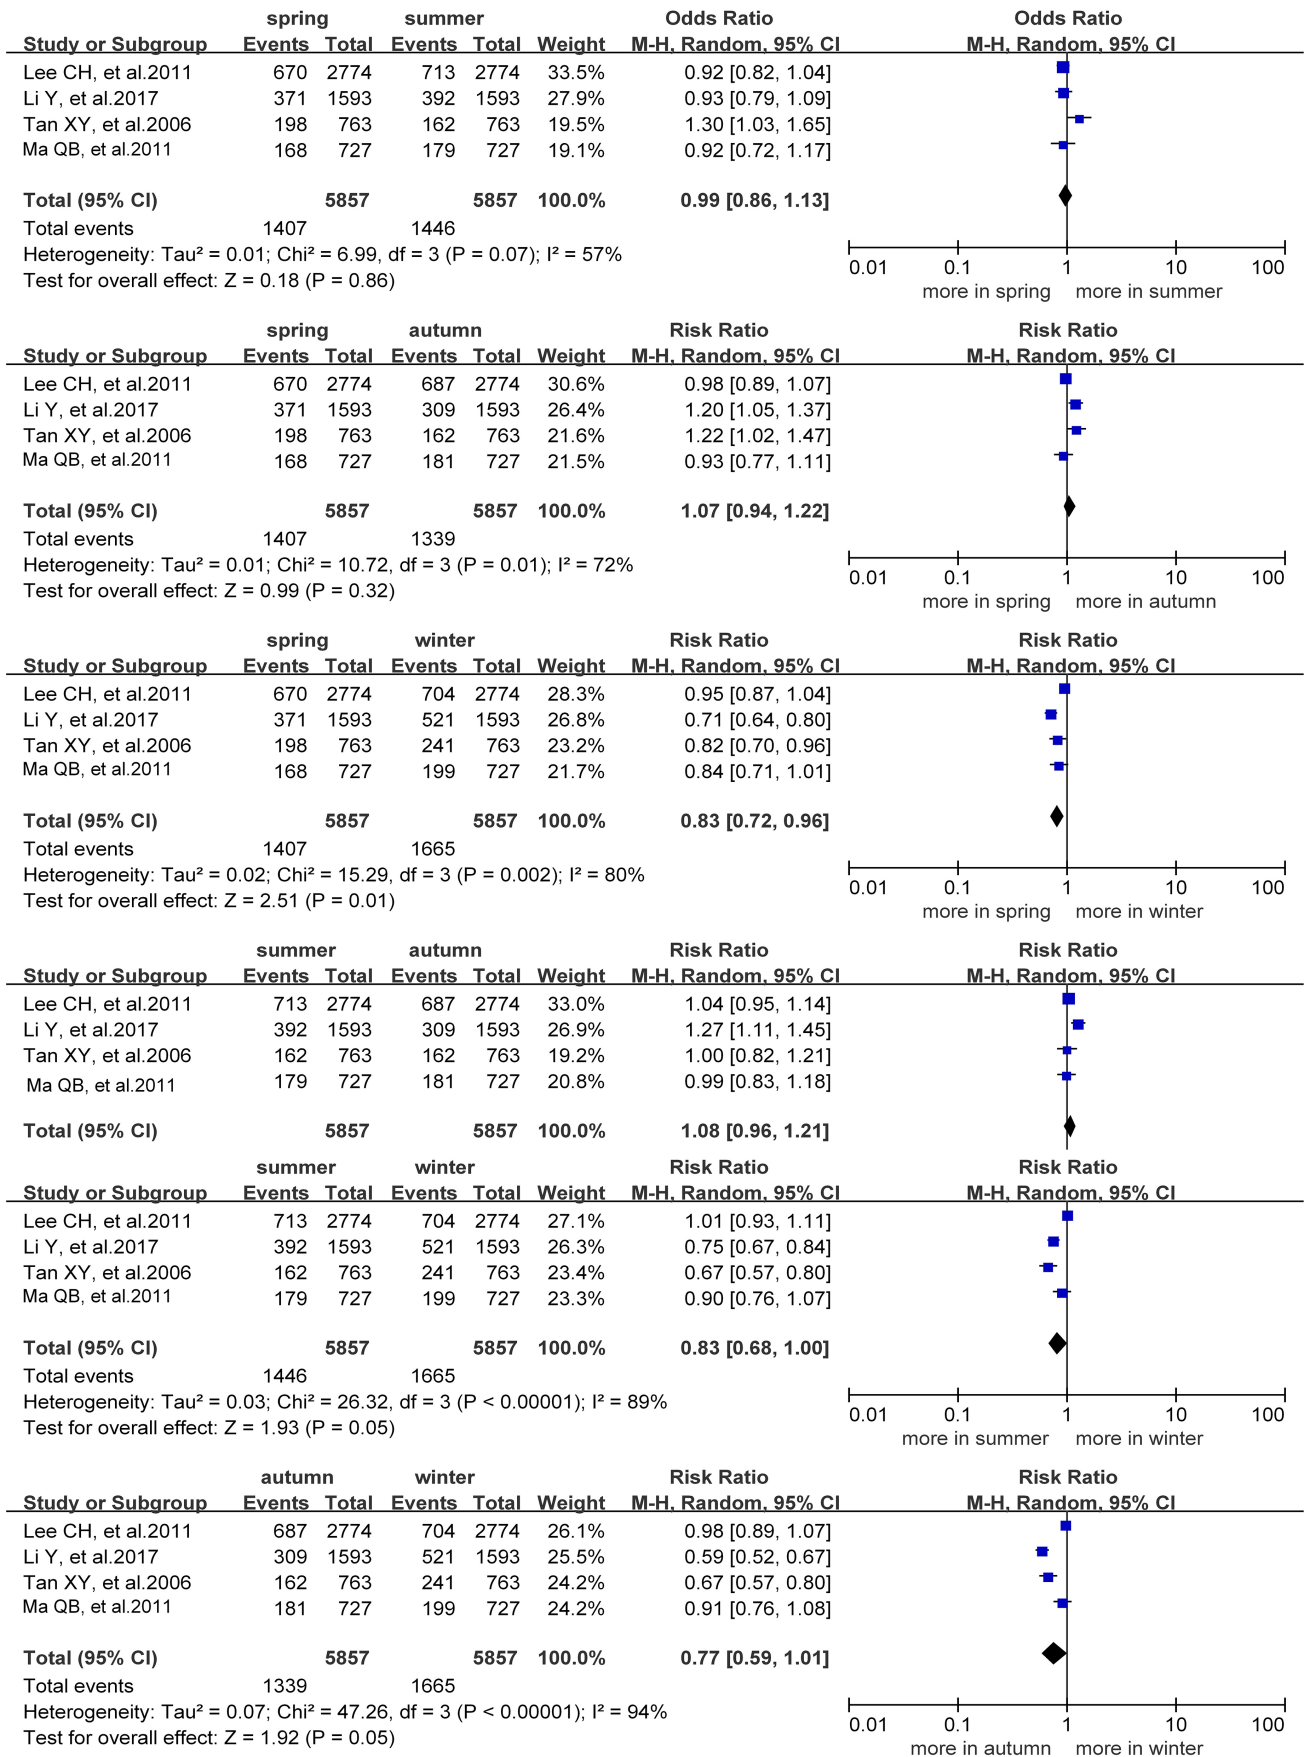 spring summer Odds Ratio Odds Ratio
Study or Subgroup Events Total Events Total Weight M-H, Random, 95% CI M-H, Random, 95% CI
Lee CH, et al.2011 670 2774 713 2774 33.5% 0.92 [0.82, 1.04]
Li Y, et al.2017 371 1593 392 1593 27.9% 0.93 [0.79, 1.09]
Tan XY, et al.2006 198 763 162 763 19.5% 1.30 [1.03, 1.65]
Ma QB, et al.2011 168 727 179 727 19.1% 0.92 [0.72, 1.17]
Total (95% CI) 5857 5857 100.0% 0.99 [0.86, 1.13]
Total events 1407 1446
Heterogeneity: Tau² = 0.01; Chi² = 6.99, df = 3 (P = 0.07); I² = 57%
Test for overall effect: Z = 0.18 (P = 0.86)
0.01 0.1 1 10 100
more in spring more in summer
spring autumn Risk Ratio Risk Ratio
Study or Subgroup Events Total Events Total Weight M-H, Random, 95% CI M-H, Random, 95% CI
Lee CH, et al.2011 670 2774 687 2774 30.6% 0.98 [0.89, 1.07]
Li Y, et al.2017 371 1593 309 1593 26.4% 1.20 [1.05, 1.37]
Tan XY, et al.2006 198 763 162 763 21.6% 1.22 [1.02, 1.47]
Ma QB, et al.2011 168 727 181 727 21.5% 0.93 [0.77, 1.11]
Total (95% CI) 5857 5857 100.0% 1.07 [0.94, 1.22]
Total events 1407 1339
Heterogeneity: Tau² = 0.01; Chi² = 10.72, df = 3 (P = 0.01); I² = 72%
Test for overall effect: Z = 0.99 (P = 0.32)
0.01 0.1 1 10 100
more in spring more in autumn
spring winter Risk Ratio Risk Ratio
Study or Subgroup Events Total Events Total Weight M-H, Random, 95% CI M-H, Random, 95% CI
Lee CH, et al.2011 670 2774 704 2774 28.3% 0.95 [0.87, 1.04]
Li Y, et al.2017 371 1593 521 1593 26.8% 0.71 [0.64, 0.80]
Tan XY, et al.2006 198 763 241 763 23.2% 0.82 [0.70, 0.96]
Ma QB, et al.2011 168 727 199 727 21.7% 0.84 [0.71, 1.01]
Total (95% CI) 5857 5857 100.0% 0.83 [0.72, 0.96]
Total events 1407 1665
Heterogeneity: Tau² = 0.02; Chi² = 15.29, df = 3 (P = 0.002); I² = 80%
Test for overall effect: Z = 2.51 (P = 0.01)
0.01 0.1 1 10 100
more in spring more in winter
summer autumn Risk Ratio Risk Ratio
Study or Subgroup Events Total Events Total Weight M-H, Random, 95% CI M-H, Random, 95% CI
Lee CH, et al.2011 713 2774 687 2774 33.0% 1.04 [0.95, 1.14]
Li Y, et al.2017 392 1593 309 1593 26.9% 1.27 [1.11, 1.45]
Tan XY, et al.2006 162 763 162 763 19.2% 1.00 [0.82, 1.21]
Ma QB, et al.2011 179 727 181 727 20.8% 0.99 [0.83, 1.18]
Total (95% CI) 5857 5857 100.0% 1.08 [0.96, 1.21]
summer winter Risk Ratio Risk Ratio
Study or Subgroup Events Total Events Total Weight M-H, Random, 95% CI M-H, Random, 95% CI
Lee CH, et al.2011 713 2774 704 2774 27.1% 1.01 [0.93, 1.11]
Li Y, et al.2017 392 1593 521 1593 26.3% 0.75 [0.67, 0.84]
Tan XY, et al.2006 162 763 241 763 23.4% 0.67 [0.57, 0.80]
Ma QB, et al.2011 179 727 199 727 23.3% 0.90 [0.76, 1.07]
Total (95% CI) 5857 5857 100.0% 0.83 [0.68, 1.00]
Total events 1446 1665
Heterogeneity: Tau² = 0.03; Chi² = 26.32, df = 3 (P < 0.00001); I² = 89%
Test for overall effect: Z = 1.93 (P = 0.05)
0.01 0.1 1 10 100
more in summer more in winter
autumn winter Risk Ratio Risk Ratio
Study or Subgroup Events Total Events Total Weight M-H, Random, 95% CI M-H, Random, 95% CI
Lee CH, et al.2011 687 2774 704 2774 26.1% 0.98 [0.89, 1.07]
Li Y, et al.2017 309 1593 521 1593 25.5% 0.59 [0.52, 0.67]
Tan XY, et al.2006 162 763 241 763 24.2% 0.67 [0.57, 0.80]
Ma QB, et al.2011 181 727 199 727 24.2% 0.91 [0.76, 1.08]
Total (95% CI) 5857 5857 100.0% 0.77 [0.59, 1.01]
Total events 1339 1665
Heterogeneity: Tau² = 0.07; Chi² = 47.26, df = 3 (P < 0.00001); I² = 94%
Test for overall effect: Z = 1.92 (P = 0.05)
0.01 0.1 1 10 100
more in autumn more in winter